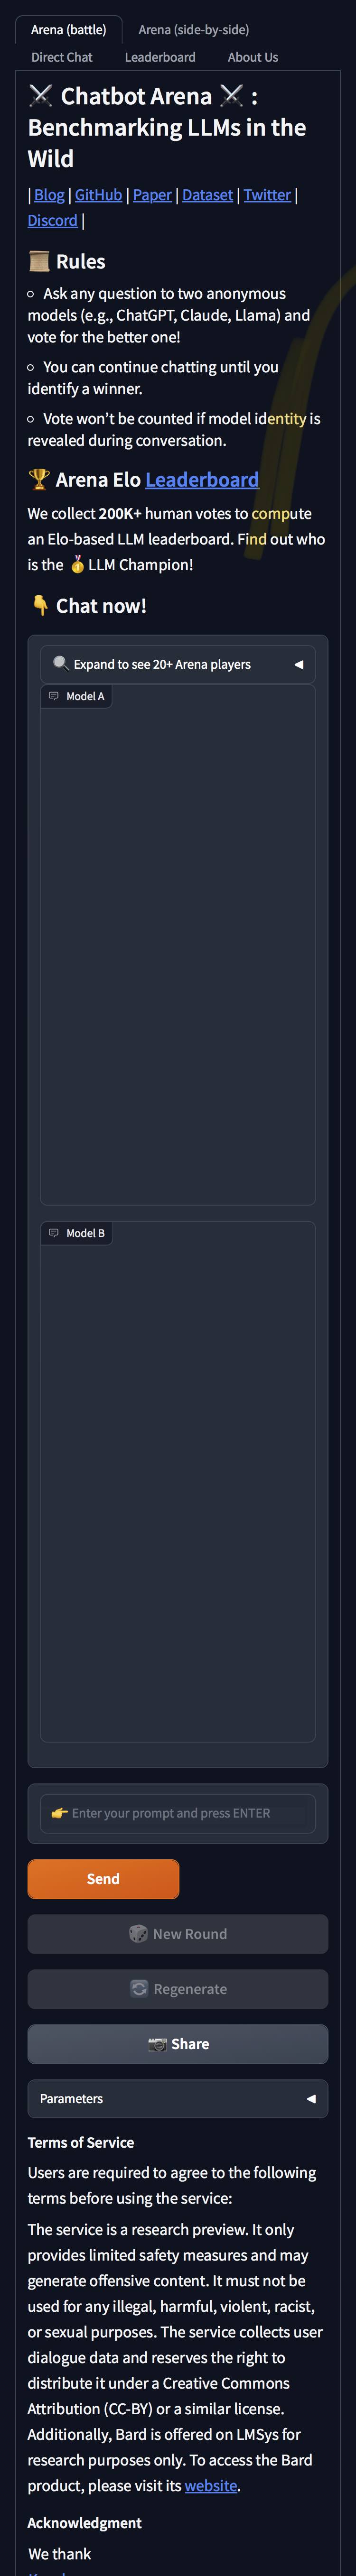 Arena (battle)
Arena (side-by-side)
Direct Chat
Leaderboard
About Us
⚔️ Chatbot Arena ⚔️ :
Benchmarking LLMs in the
Wild
| Blog | GitHub | Paper | Dataset | Twitter |
Discord |
📜 Rules
Ask any question to two anonymous
models (e.g., ChatGPT, Claude, Llama) and
vote for the better one!
You can continue chatting until you
identify a winner.
Vote won’t be counted if model identity is
revealed during conversation.
🏆 Arena Elo Leaderboard
We collect 200K+ human votes to compute
an Elo-based LLM leaderboard. Find out who
is the 🥇 LLM Champion!
👇 Chat now!
🔍 Expand to see 20+ Arena players ◀
Model A
Model B
👉 Enter your prompt and press ENTER
Send
🎲 New Round
🔄 Regenerate
📷 Share
Parameters ◀
Terms of Service
Users are required to agree to the following
terms before using the service:
The service is a research preview. It only
provides limited safety measures and may
generate offensive content. It must not be
used for any illegal, harmful, violent, racist,
or sexual purposes. The service collects user
dialogue data and reserves the right to
distribute it under a Creative Commons
Attribution (CC-BY) or a similar license.
Additionally, Bard is offered on LMSys for
research purposes only. To access the Bard
product, please visit its website.
Acknowledgment
We thank